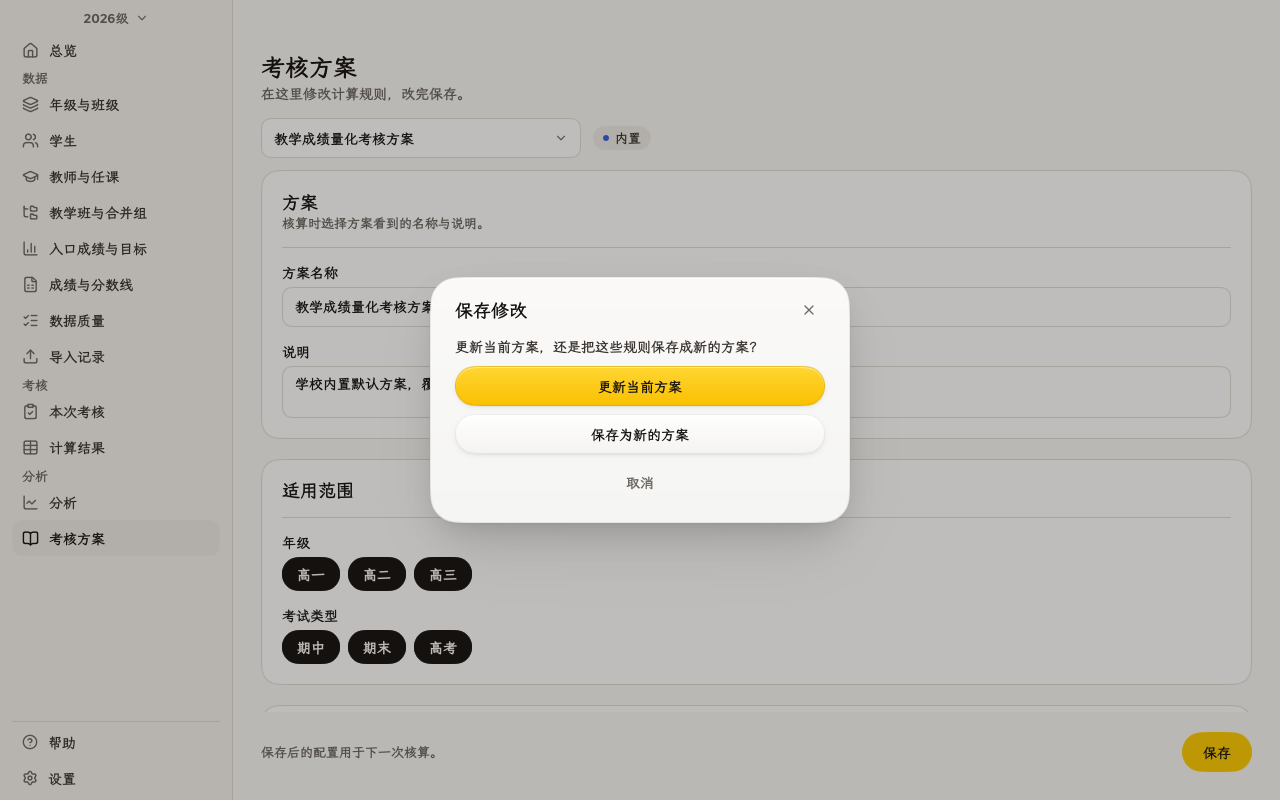 2026级
总览
数据
年级与班级
学生
教师与任课
教学班与合并组
入口成绩与目标
成绩与分数线
数据质量
导入记录
考核
本次考核
计算结果
分析
分析
考核方案
帮助
设置
考核方案
在这里修改计算规则，改完保存。
教学成绩量化考核方案
内置
方案
核算时选择方案看到的名称与说明。
方案名称
教学成绩量化考核方案
说明
学校内置默认方案，覆
保存修改
更新当前方案，还是把这些规则保存成新的方案？
更新当前方案
保存为新的方案
取消
适用范围
年级
高一 高二 高三
考试类型
期中 期末 高考
保存后的配置用于下一次核算。
保存